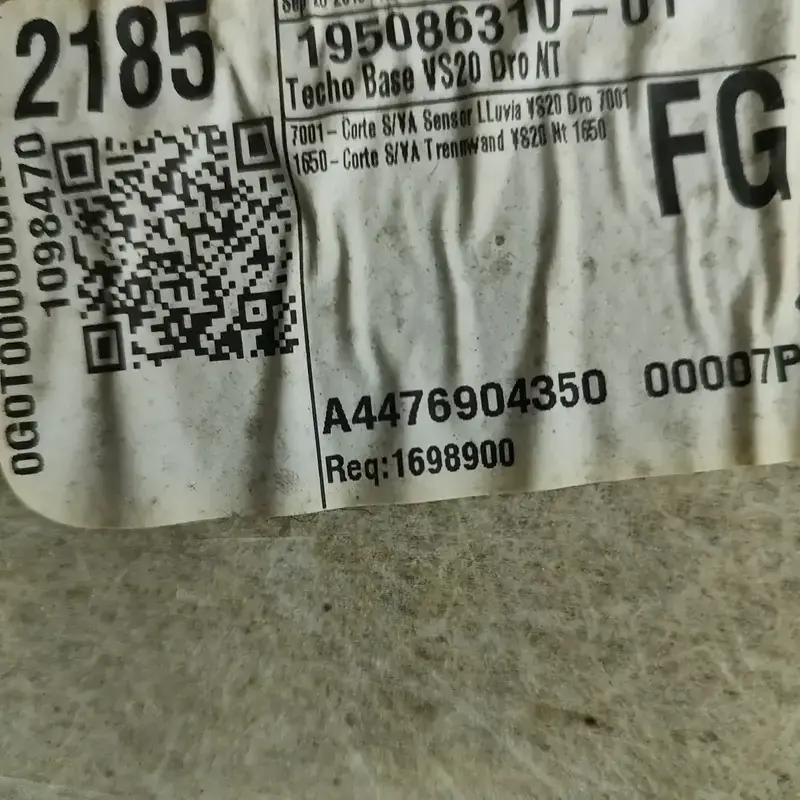 2185
195086310-01
Techo Base VS20 Dro NT
7001-Corte S/VA Sensor LLuvia VS20 Dro 7001
1650-Corte S/VA Trennwand VS20 Nt 1650
FG
1098470
A4476904350 00007P
Req:1698900